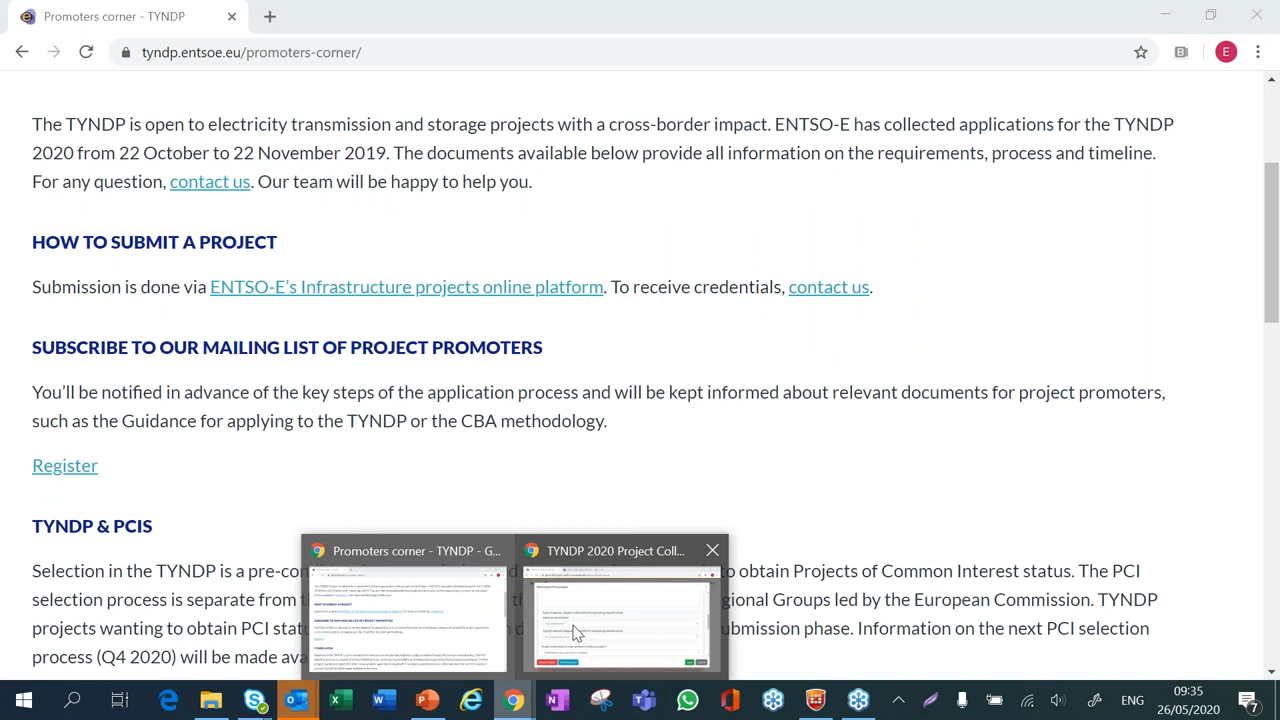 Promoters corner - TYNDP
tyndp.entsoe.eu/promoters-corner/
B
E
The TYNDP is open to electricity transmission and storage projects with a cross-border impact. ENTSO-E has collected applications for the TYNDP
2020 from 22 October to 22 November 2019. The documents available below provide all information on the requirements, process and timeline.
For any question, contact us. Our team will be happy to help you.
HOW TO SUBMIT A PROJECT
Submission is done via ENTSO-E's Infrastructure projects online platform. To receive credentials, contact us.
SUBSCRIBE TO OUR MAILING LIST OF PROJECT PROMOTERS
You'll be notified in advance of the key steps of the application process and will be kept informed about relevant documents for project promoters,
such as the Guidance for applying to the TYNDP or the CBA methodology.
Register
TYNDP & PCIS
Promoters corner - TYNDP - G...
TYNDP 2020 Project Coll...
Selection in the TYNDP is a pre-con o obtain Projects of Common Interest status. The PCI
selection process is separate from t gional Groups led by the European Commission. TYNDP
projects wanting to obtain PCI statu bmission phase. Information on the next PCI selection
process (Q4 2020) will be made ava
ENG
09:35
26/05/2020
7